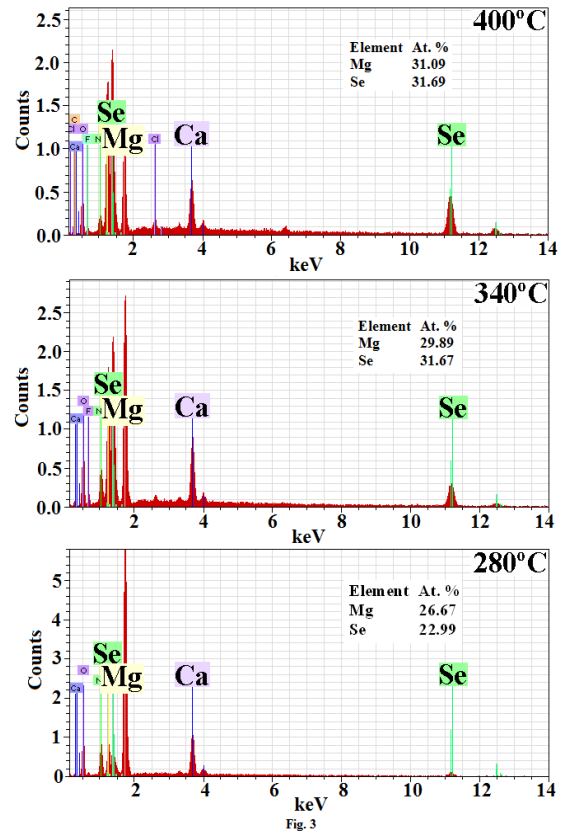 400°C
2.5
2.0
1.5
1.0
0.5
0.0
Counts
Element At. %
Mg 31.09
Se 31.69
C
Cl O
F N
Ca
Se
Mg
Cl
Ca
Se
2 4 6 8 10 12 14
keV
340°C
2.5
2.0
1.5
1.0
0.5
0.0
Counts
Element At. %
Mg 29.89
Se 31.67
O
Ca F N
Se
Mg
Ca
Se
2 4 6 8 10 12 14
keV
280°C
5
4
3
2
1
0
Counts
Element At. %
Mg 26.67
Se 22.99
O
Ca
N
Se
Mg
Ca
Se
2 4 6 8 10 12 14
keV
Fig. 3